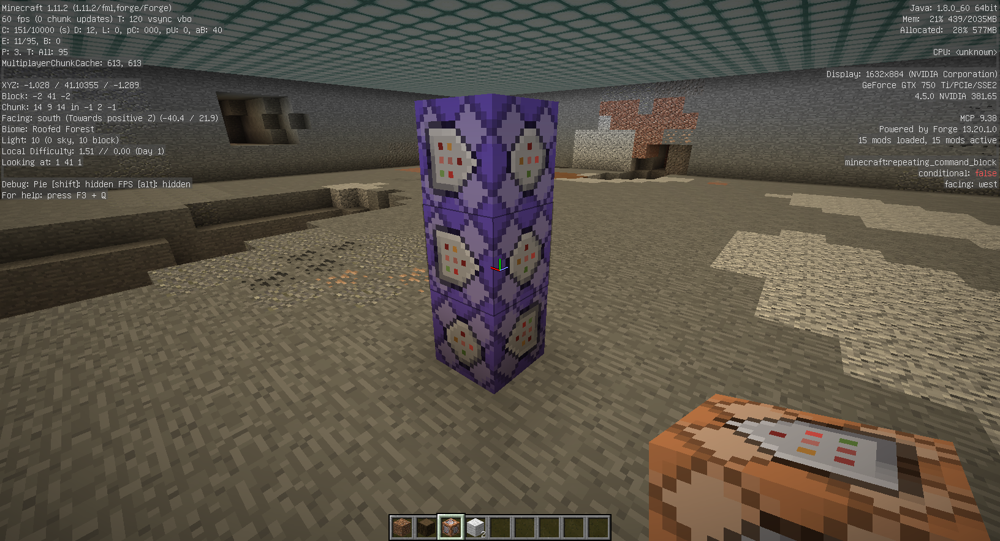 Minecraft 1.11.2 (1.11.2/fml,forge/Forge)
60 fps (0 chunk updates) T: 120 vsync vbo
C: 151/10000 (s) D: 12, L: 0, pC: 000, pU: 0, aB: 40
E: 11/95, B: 0
P: 3. T: All: 95
MultiplayerChunkCache: 613, 613
XYZ: -1.028 / 41.10355 / -1.289
Block: -2 41 -2
Chunk: 14 9 14 in -1 2 -1
Facing: south (Towards positive Z) (-40.4 / 21.9)
Biome: Roofed Forest
Light: 10 (0 sky, 10 block)
Local Difficulty: 1.51 // 0.00 (Day 1)
Looking at: 1 41 1
Debug: Pie [shift]: hidden FPS [alt]: hidden
For help: press F3 + Q
Java: 1.8.0_60 64bit
Mem: 21% 439/2035MB
Allocated: 28% 577MB
CPU: <unknown>
Display: 1632x884 (NVIDIA Corporation)
GeForce GTX 750 Ti/PCIe/SSE2
4.5.0 NVIDIA 381.65
MCP 9.38
Powered by Forge 13.20.1.0
15 mods loaded, 15 mods active
minecraft:repeating_command_block
conditional: false
facing: west
2